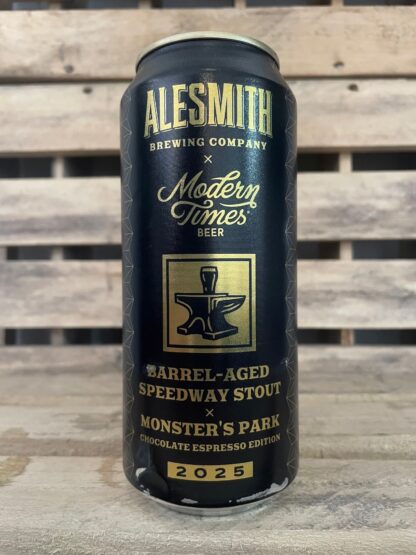 ALESMITH
BREWING COMPANY
×
Modern
Times
BEER
BARREL-AGED
SPEEDWAY STOUT
×
MONSTER'S PARK
CHOCOLATE ESPRESSO EDITION
2025